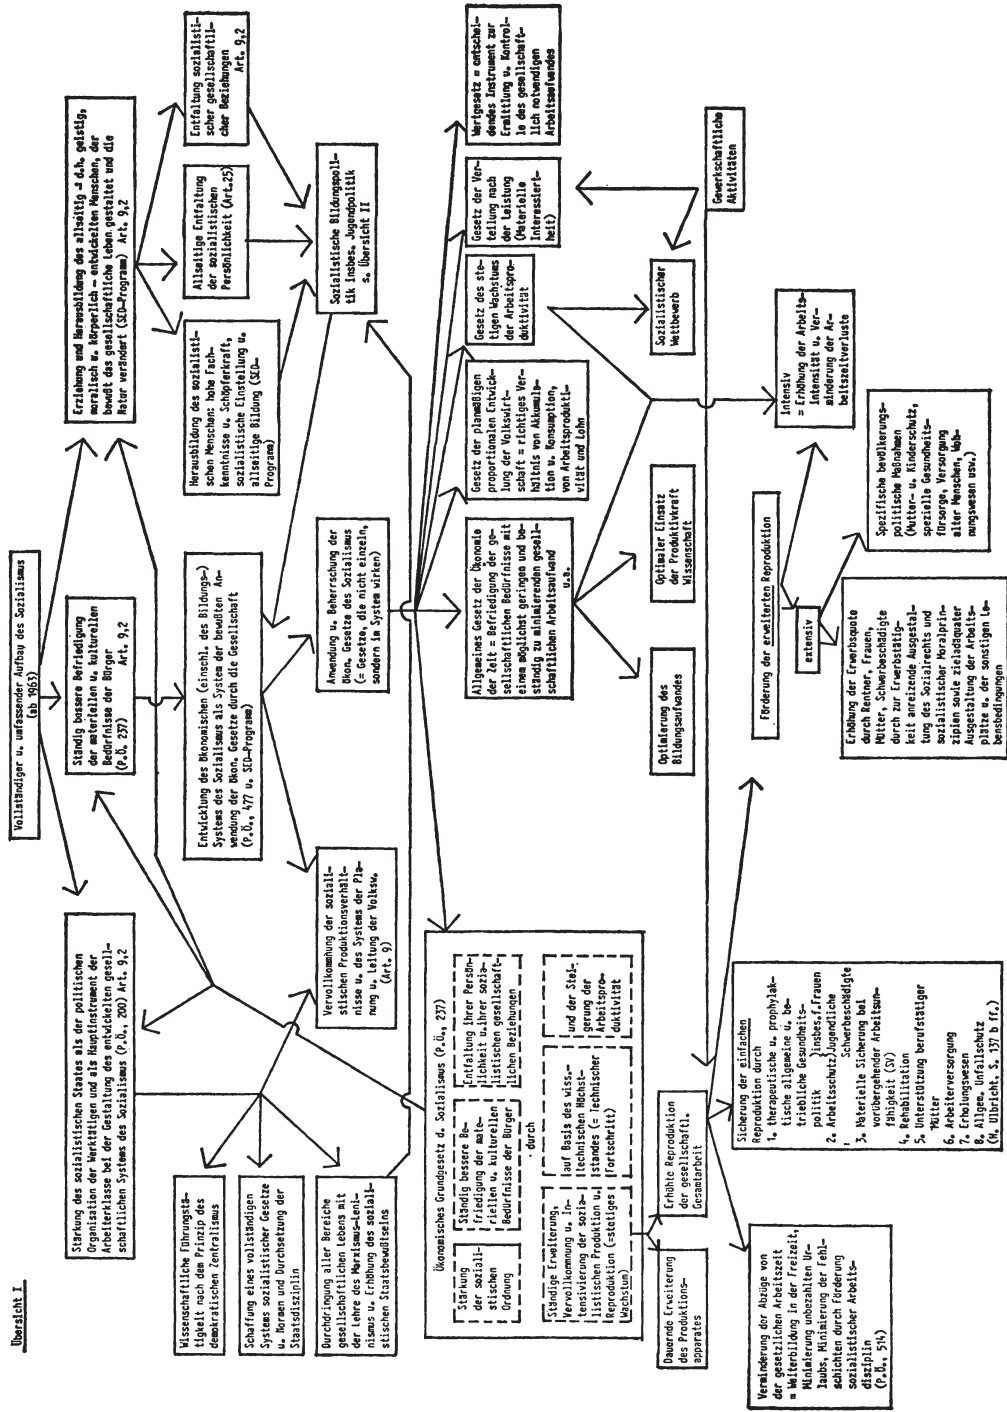 Übersicht I
Vollständiger u. umfassender Aufbau des Sozialismus
(ab 1963)
Stärkung des sozialistischen Staates als der politischen
Organisation der Werktätigen und als Hauptinstrument der
Arbeiterklasse bei der Gestaltung des entwickelten gesell-
schaftlichen Systems des Sozialismus (P.Ö., 200) Art. 9,2
Ständig bessere Befriedigung
der materiellen u. kulturellen
Bedürfnisse der Bürger
(P.Ö. 237) Art. 9,2
Erziehung und Herausbildung des allseitig - d.h. geistig,
moralisch u. körperlich - entwickelten Menschen, der
bewußt das gesellschaftliche Leben gestaltet und die
Natur verändert (SED-Programm) Art. 9,2
Wissenschaftliche Führungstä-
tigkeit nach dem Prinzip des
demokratischen Zentralismus
Schaffung eines vollständigen
Systems sozialistischer Gesetze
u. Normen und Durchsetzung der
Staatsdisziplin
Durchdringung aller Bereiche
gesellschaftlichen Lebens mit
der Lehre des Marxismus-Leni-
nismus u. Erhöhung des soziali-
stischen Staatsbewußtseins
Entwicklung des Ökonomischen (einschl. des Bildungs-)
Systems des Sozialismus als System der bewußten An-
wendung der ökon. Gesetze durch die Gesellschaft
(P.Ö., 477 u. SED-Programm)
Herausbildung des sozialisti-
schen Menschen: hohe Fach-
kenntnisse u. Schöpferkraft,
sozialistische Einstellung u.
allseitige Bildung (SED-
Programm)
Allseitige Entfaltung
der sozialistischen
Persönlichkeit (Art.25)
Entfaltung sozialisti-
scher gesellschaftli-
cher Beziehungen
Art. 9,2
Vervollkommnung der soziali-
stischen Produktionsverhält-
nisse u. des Systems der Pla-
nung u. Leitung der Volksw.
(Art. 9)
Anwendung u. Beherrschung der
ökon. Gesetze des Sozialismus
(= Gesetze, die nicht einzeln,
sondern im System wirken)
Sozialistische Bildungspoli-
tik insbes. Jugendpolitik
s. Übersicht II
Ökonomisches Grundgesetz d. Sozialismus (P.Ö., 237)
Stärkung
der soziali-
stischen
Ordnung
Ständig bessere Be-
friedigung der mate-
riellen u. kulturellen
Bedürfnisse der Bürger
Entfaltung ihrer Persön-
lichkeit u.ihrer sozia-
listischen gesellschaft-
lichen Beziehungen
durch
Ständige Erweiterung,
Vervollkommnung u. In-
tensivierung der sozia-
listischen Produktion u.
Reproduktion (=stetiges
Wachstum)
auf Basis des wiss.-
technischen Höchst-
standes (= Technischer
Fortschritt)
und der Stei-
gerung der
Arbeitspro-
duktivität
Allgemeines Gesetz der Ökonomie
der Zeit = Befriedigung der ge-
sellschaftlichen Bedürfnisse mit
einem möglichst geringen und be-
ständig zu minimierenden gesell-
schaftlichen Arbeitsaufwand
u.a.
Gesetz der planmäßigen
proportionalen Entwick-
lung der Volkswirt-
schaft = richtiges Ver-
hältnis von Akkumula-
tion u. Konsumption,
von Arbeitsprodukti-
vität und Lohn
Gesetz des ste-
tigen Wachstums
der Arbeitspro-
duktivität
Gesetz der Ver-
teilung nach
der Leistung
(Materielle
Interessiert-
heit)
Wertgesetz = entschei-
dendes Instrument zur
Ermittlung u. Kontrol-
le des gesellschaft-
lich notwendigen
Arbeitsaufwandes
Dauernde Erweiterung
des Produktions-
apparates
Erhöhte Reproduktion
der gesellschaftl.
Gesamtarbeit
Optimierung des
Bildungsaufwandes
Optimaler Einsatz
der Produktivkraft
Wissenschaft
Sozialistischer
Wettbewerb
Gewerkschaftliche
Aktivitäten
Verminderung der Abzüge von
der gesetzlichen Arbeitszeit
= Weiterbildung in der Freizeit,
Minimierung unbezahlten Ur-
laubs, Minimierung der Fehl-
schichten durch Förderung
sozialistischer Arbeits-
disziplin
(P.Ö., 514)
Sicherung der einfachen
Reproduktion durch
1. therapeutische u. prophylak-
tische allgemeine u. be-
triebliche Gesundheits-
politik )insbes.f.Frauen
2. Arbeitsschutz)Jugendliche
Schwerbeschädigte
3. Materielle Sicherung bei
vorübergehender Arbeitsun-
fähigkeit (SV)
4. Rehabilitation
5. Unterstützung berufstätiger
Mütter
6. Arbeiterversorgung
7. Erholungswesen
8. Allgem. Unfallschutz
(N. Ulbricht, S. 137 b ff.)
Förderung der erweiterten Reproduktion
extensiv
Intensiv
= Erhöhung der Arbeits-
intensität u. Ver-
minderung der Ar-
beitszeitverluste
Erhöhung der Erwerbsquote
durch Rentner, Frauen,
Mütter, Schwerbeschädigte
durch zur Erwerbstätig-
keit anreizende Ausgestal-
tung des Sozialrechts und
sozialistischer Moralprin-
zipien sowie zieladäquater
Ausgestaltung der Arbeits-
plätze u. der sonstigen Le-
bensbedingungen
Spezifische bevölkerungs-
politische Maßnahmen
(Mutter- u. Kinderschutz,
spezielle Gesundheits-
fürsorge, Versorgung
alter Menschen, Woh-
nungswesen usw.)